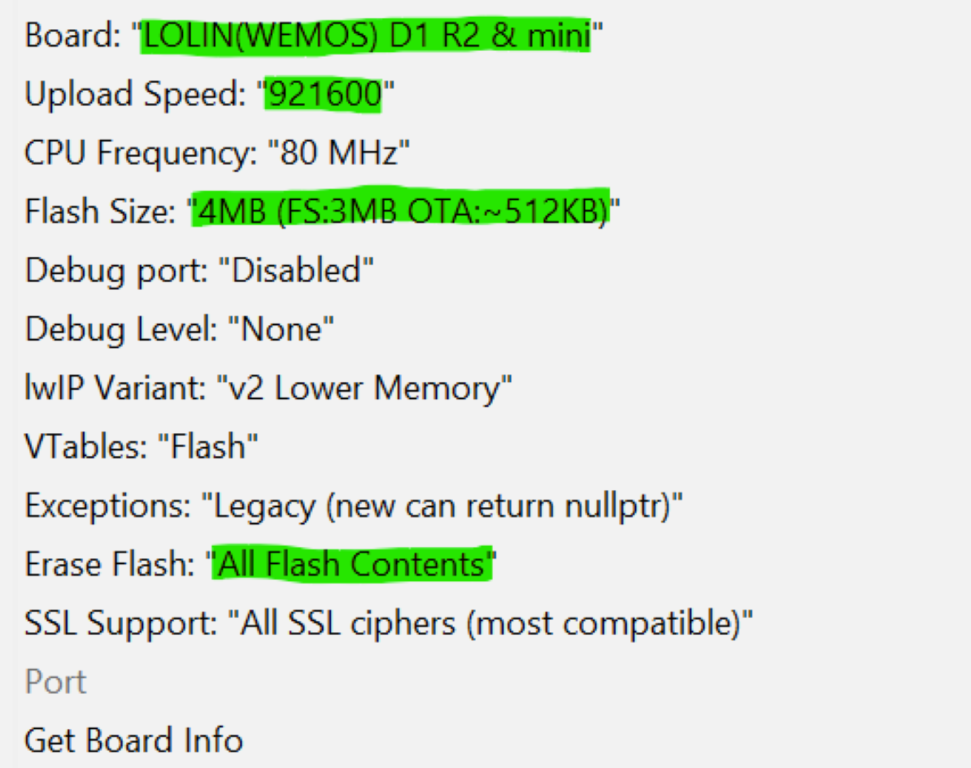 Board: "LOLIN(WEMOS) D1 R2 & mini"
Upload Speed: "921600"
CPU Frequency: "80 MHz"
Flash Size: "4MB (FS:3MB OTA:~512KB)"
Debug port: "Disabled"
Debug Level: "None"
lwIP Variant: "v2 Lower Memory"
VTables: "Flash"
Exceptions: "Legacy (new can return nullptr)"
Erase Flash: "All Flash Contents"
SSL Support: "All SSL ciphers (most compatible)"
Port
Get Board Info